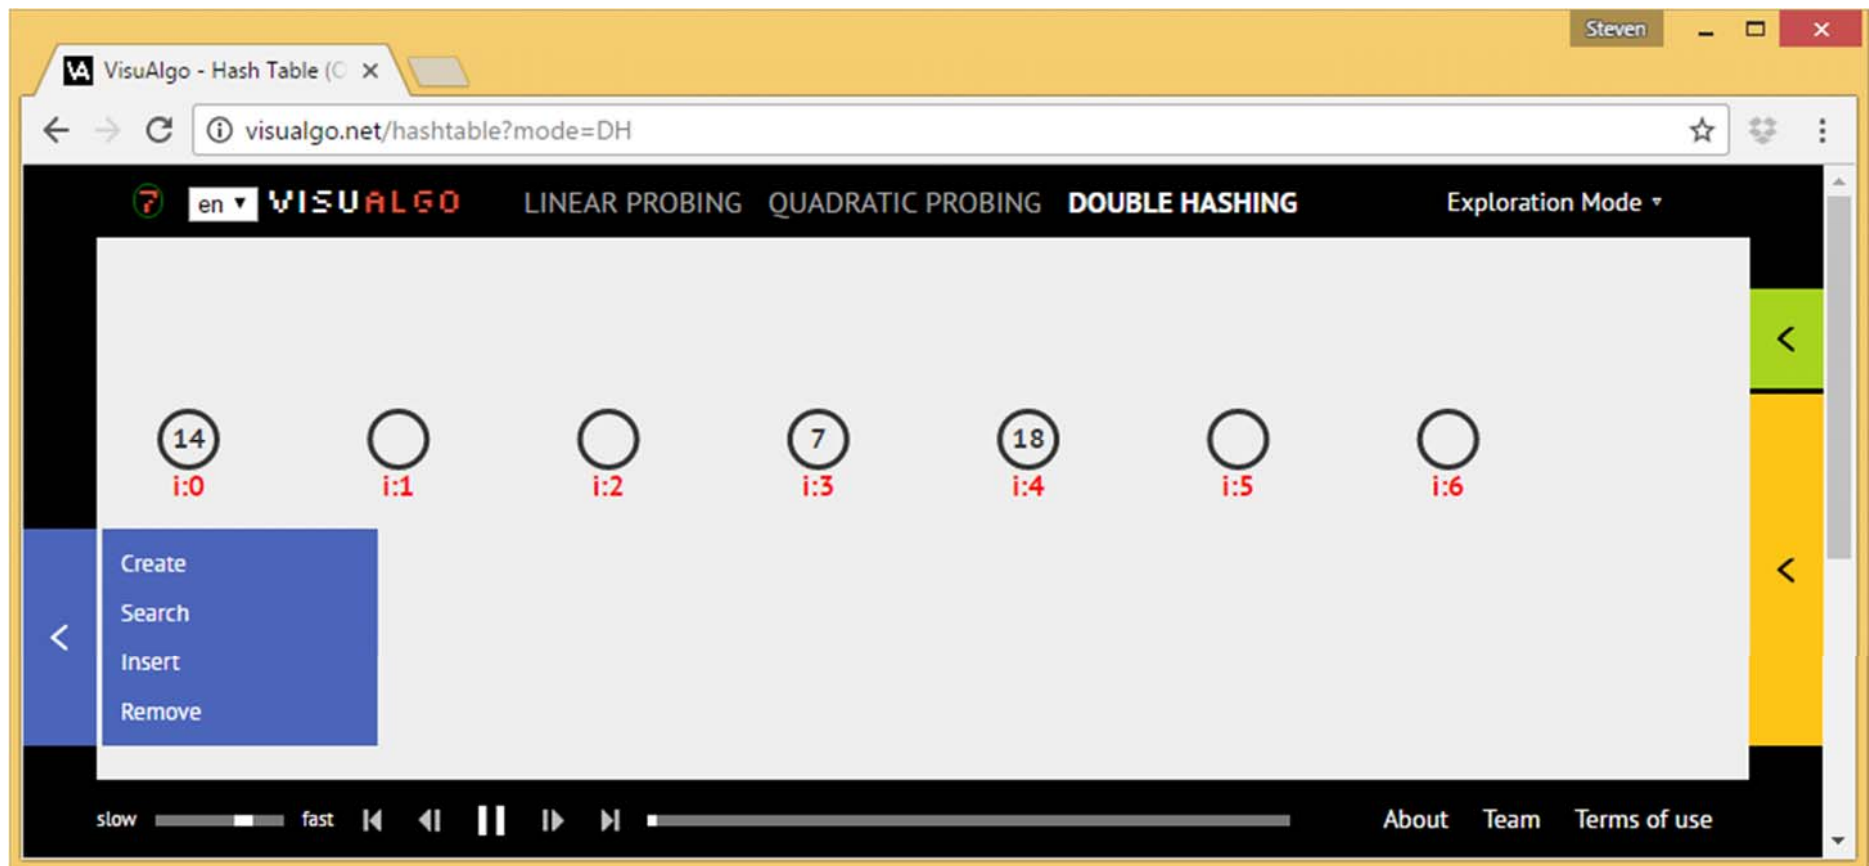 Steven
VisuAlgo - Hash Table (O
visualgo.net/hashtable?mode=DH
7 en VISUALGO LINEAR PROBING QUADRATIC PROBING DOUBLE HASHING Exploration Mode
14 7 18
i:0 i:1 i:2 i:3 i:4 i:5 i:6
Create
Search
Insert
Remove
slow fast About Team Terms of use